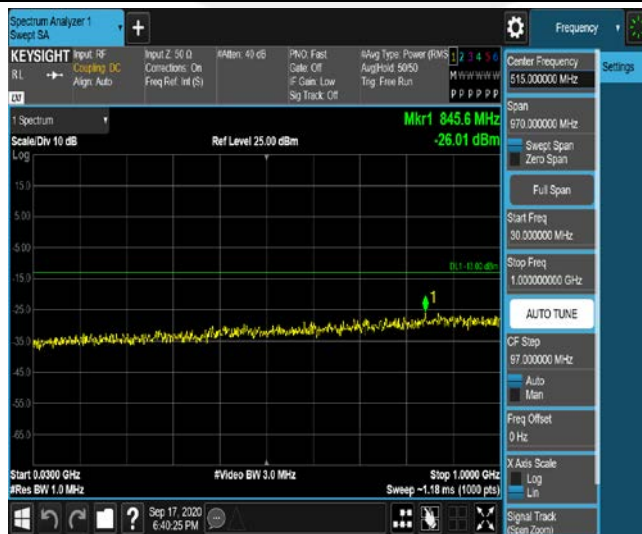 Spectrum Analyzer 1
Swept SA
+
Frequency
KEYSIGHT
RL
Input: RF
Coupling: DC
Align: Auto
Input Z: 50 Ω
Corrections: On
Freq Ref: Int (S)
#Atten: 40 dB
PNO: Fast
Gate: Off
IF Gain: Low
Sig Track: Off
#Avg Type: Power (RMS
Avg|Hold: 50/50
Trig: Free Run
1 2 3 4 5 6
M W W W W W
P P P P P P
1 Spectrum
Scale/Div 10 dB
Log
Ref Level 25.00 dBm
Mkr1 845.6 MHz
-26.01 dBm
15.0
5.00
-5.00
-15.0
-25.0
-35.0
-45.0
-55.0
-65.0
DL1 -13.00 dBm
1
Start 0.0300 GHz
#Res BW 1.0 MHz
#Video BW 3.0 MHz
Stop 1.0000 GHz
Sweep ~1.18 ms (1000 pts)
Sep 17, 2020
6:40:25 PM
Center Frequency
515.000000 MHz
Settings
Span
970.000000 MHz
Swept Span
Zero Span
Full Span
Start Freq
30.000000 MHz
Stop Freq
1.000000000 GHz
AUTO TUNE
CF Step
97.000000 MHz
Auto
Man
Freq Offset
0 Hz
X Axis Scale
Log
Lin
Signal Track
(Span Zoom)